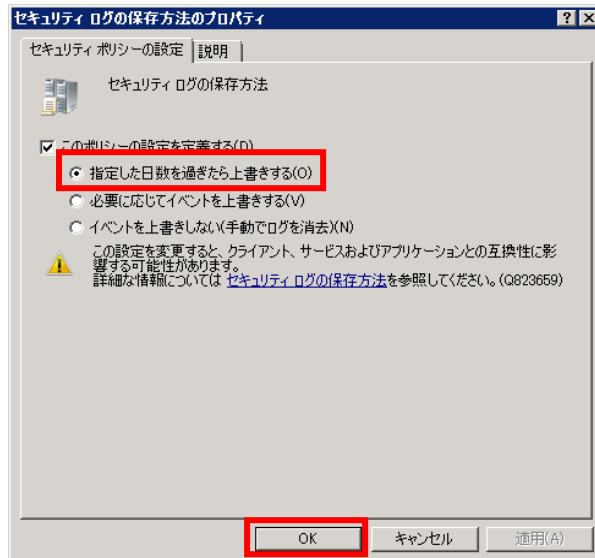 セキュリティ ログの保存方法のプロパティ
セキュリティ ポリシーの設定 説明
セキュリティ ログの保存方法
このポリシーの設定を定義する(D)
指定した日数を過ぎたら上書きする(O)
必要に応じてイベントを上書きする(V)
イベントを上書きしない(手動でログを消去)(N)
この設定を変更すると、クライアント、サービスおよびアプリケーションとの互換性に影
響する可能性があります。
詳細な情報については セキュリティ ログの保存方法を参照してください。(Q823659)
OK キャンセル 適用(A)